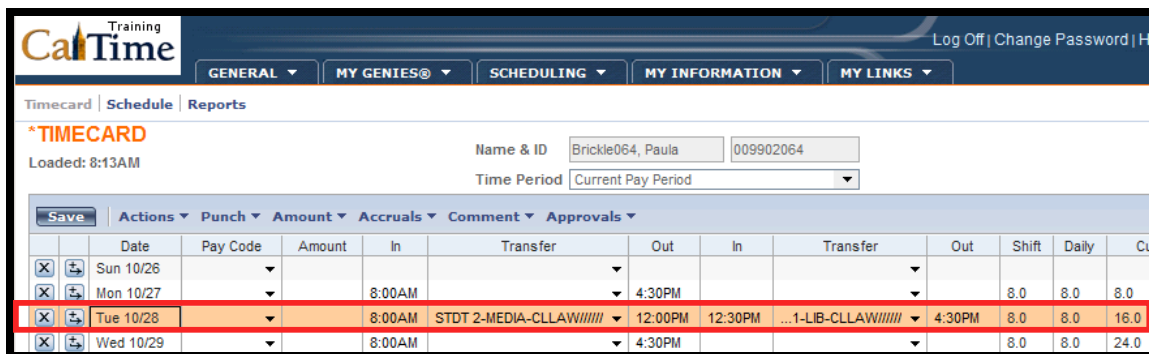 Training
CalTime
Log Off | Change Password | H
GENERAL MY GENIES® SCHEDULING MY INFORMATION MY LINKS
Timecard | Schedule | Reports
*TIMECARD
Loaded: 8:13AM
Name & ID Brickle064, Paula 009902064
Time Period Current Pay Period
Save Actions Punch Amount Accruals Comment Approvals
Date Pay Code Amount In Transfer Out In Transfer Out Shift Daily Cu
Sun 10/26
Mon 10/27 8:00AM 4:30PM 8.0 8.0 8.0
Tue 10/28 8:00AM STDT 2-MEDIA-CLLAW////// 12:00PM 12:30PM ...1-LIB-CLLAW////// 4:30PM 8.0 8.0 16.0
Wed 10/29 8:00AM 4:30PM 8.0 8.0 24.0